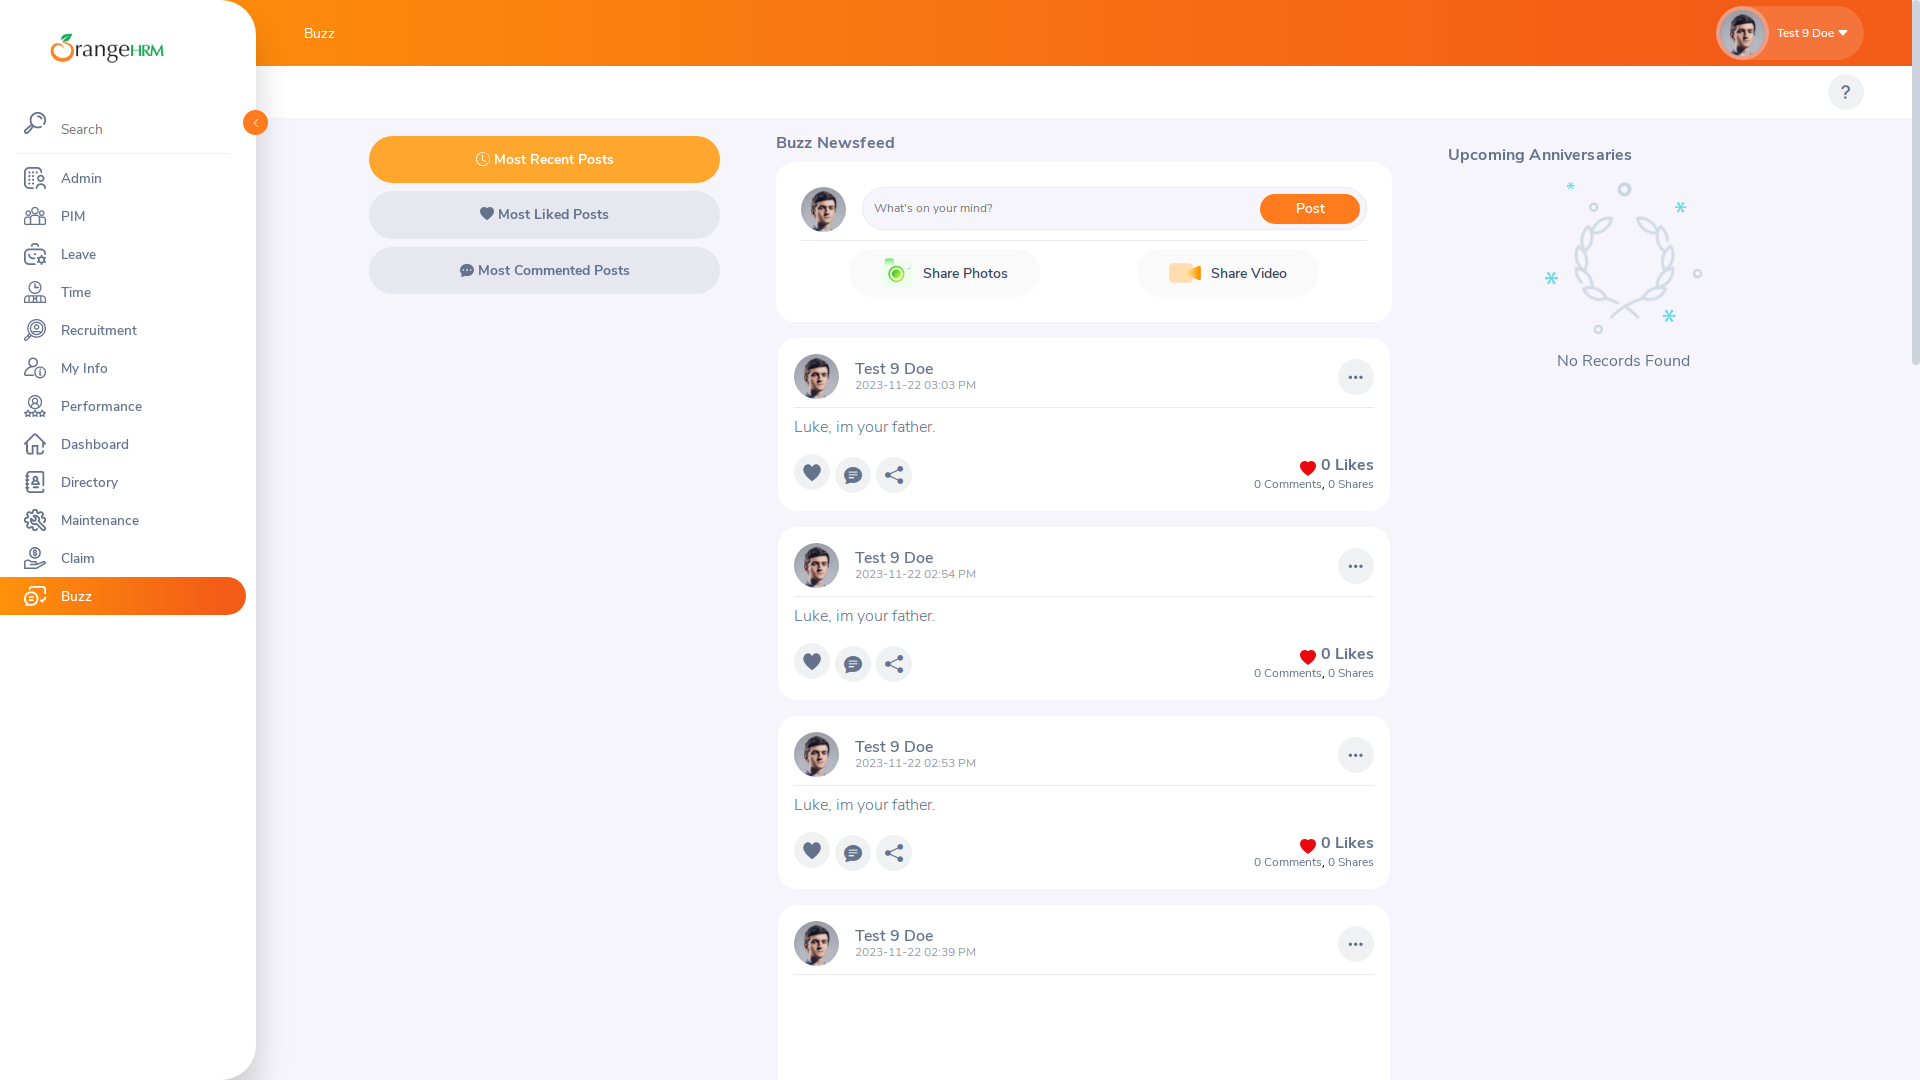 OrangeHRM
Search
Admin
PIM
Leave
Time
Recruitment
My Info
Performance
Dashboard
Directory
Maintenance
Claim
Buzz
Buzz
Test 9 Doe
?
Most Recent Posts
Most Liked Posts
Most Commented Posts
Buzz Newsfeed
What's on your mind?
Post
Share Photos
Share Video
Test 9 Doe
2023-11-22 03:03 PM
Luke, im your father.
0 Likes
0 Comments, 0 Shares
Test 9 Doe
2023-11-22 02:54 PM
Luke, im your father.
0 Likes
0 Comments, 0 Shares
Test 9 Doe
2023-11-22 02:53 PM
Luke, im your father.
0 Likes
0 Comments, 0 Shares
Test 9 Doe
2023-11-22 02:39 PM
Upcoming Anniversaries
No Records Found